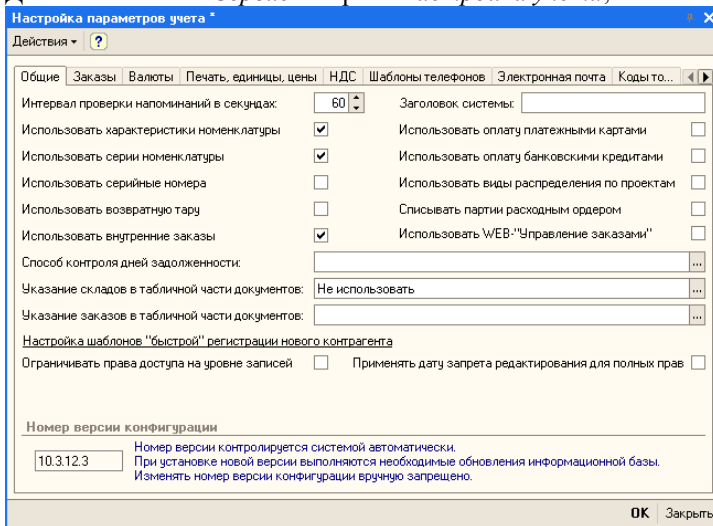 Настройка параметров учета *
Действия ?
Общие Заказы Валюты Печать, единицы, цены НДС Шаблоны телефонов Электронная почта Коды то...
Интервал проверки напоминаний в секундах: 60 Заголовок системы:
Использовать характеристики номенклатуры Использовать оплату платежными картами
Использовать серии номенклатуры Использовать оплату банковскими кредитами
Использовать серийные номера Использовать виды распределения по проектам
Использовать возвратную тару Списывать партии расходным ордером
Использовать внутренние заказы Использовать WEB-"Управление заказами"
Способ контроля дней задолженности: ...
Указание складов в табличной части документов: Не использовать ...
Указание заказов в табличной части документов: ...
Настройка шаблонов "быстрой" регистрации нового контрагента
Ограничивать права доступа на уровне записей Применять дату запрета редактирования для полных прав
Номер версии конфигурации
10.3.12.3
Номер версии контролируется системой автоматически.
При установке новой версии выполняются необходимые обновления информационной базы.
Изменять номер версии конфигурации вручную запрещено.
OK Закрыть